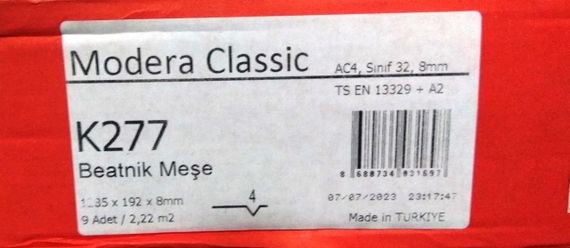 Modera Classic
AC4, Sınıf 32, 8mm
TS EN 13329 + A2
K277
Beatnik Meşe
8 688734 831697
x 192 x 8mm
4
9 Adet / 2,22 m2
07/07/2023 23:17:47
Made in TURKIYE